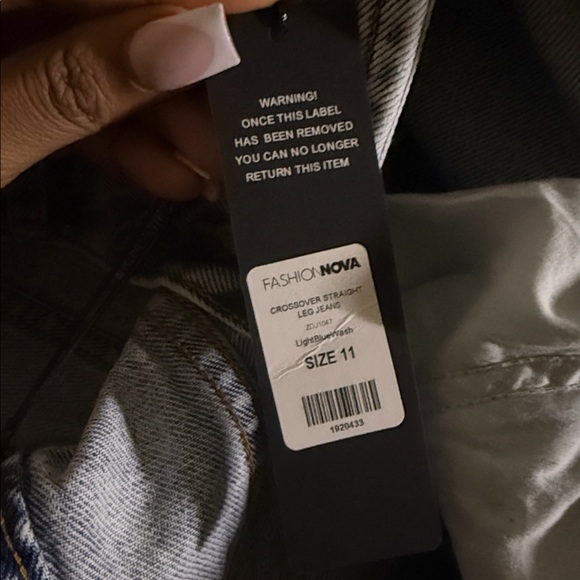 WARNING!
ONCE THIS LABEL
HAS BEEN REMOVED
YOU CAN NO LONGER
RETURN THIS ITEM
FASHIONNOVA
CROSSOVER STRAIGHT
LEG JEANS
ZDJ1047
LightBlueWash
SIZE 11
1920433